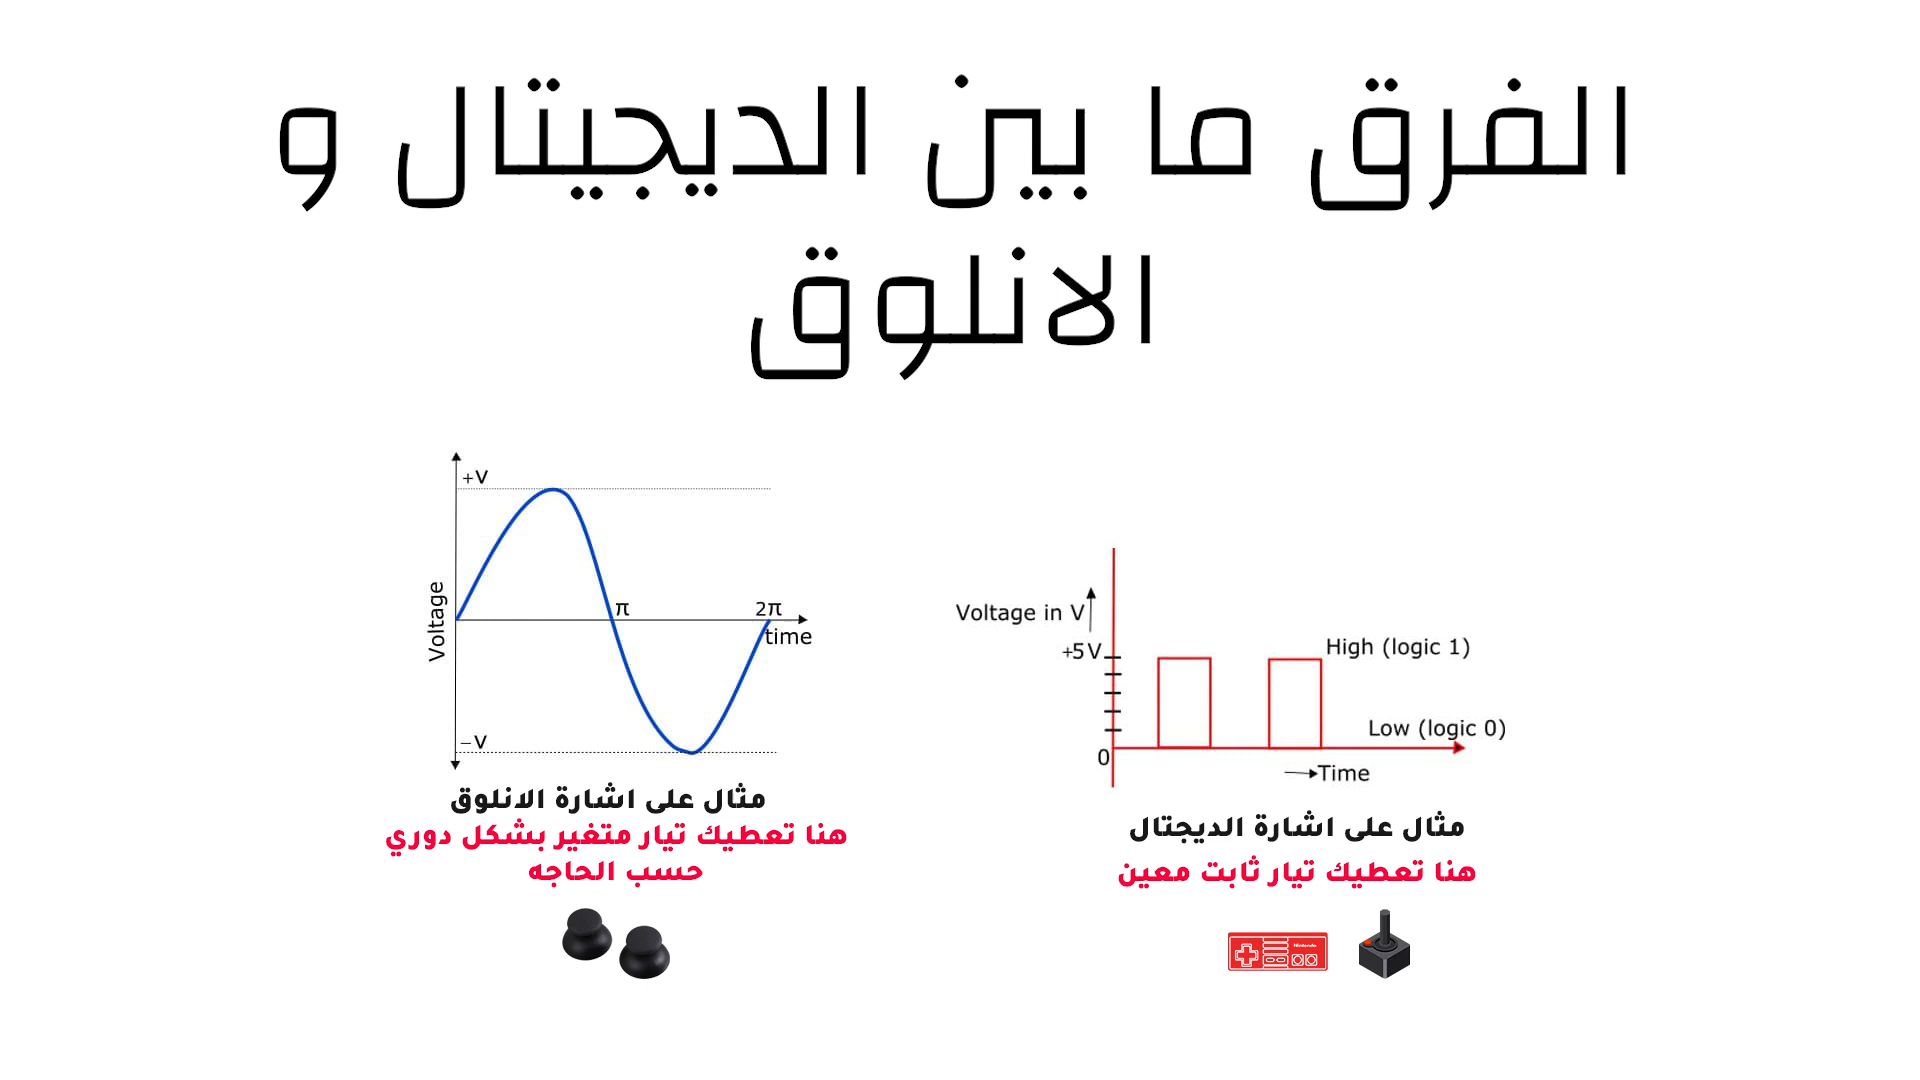 الفرق ما بين الديجيتال و
الانلوق
+V
Voltage
π
2π
time
−V
مثال على اشارة الانلوق
هنا تعطيك تيار متغير بشكل دوري
حسب الحاجه
Voltage in V
+5V
High (logic 1)
Low (logic 0)
0
Time
مثال على اشارة الديجتال
هنا تعطيك تيار ثابت معين
Nintendo